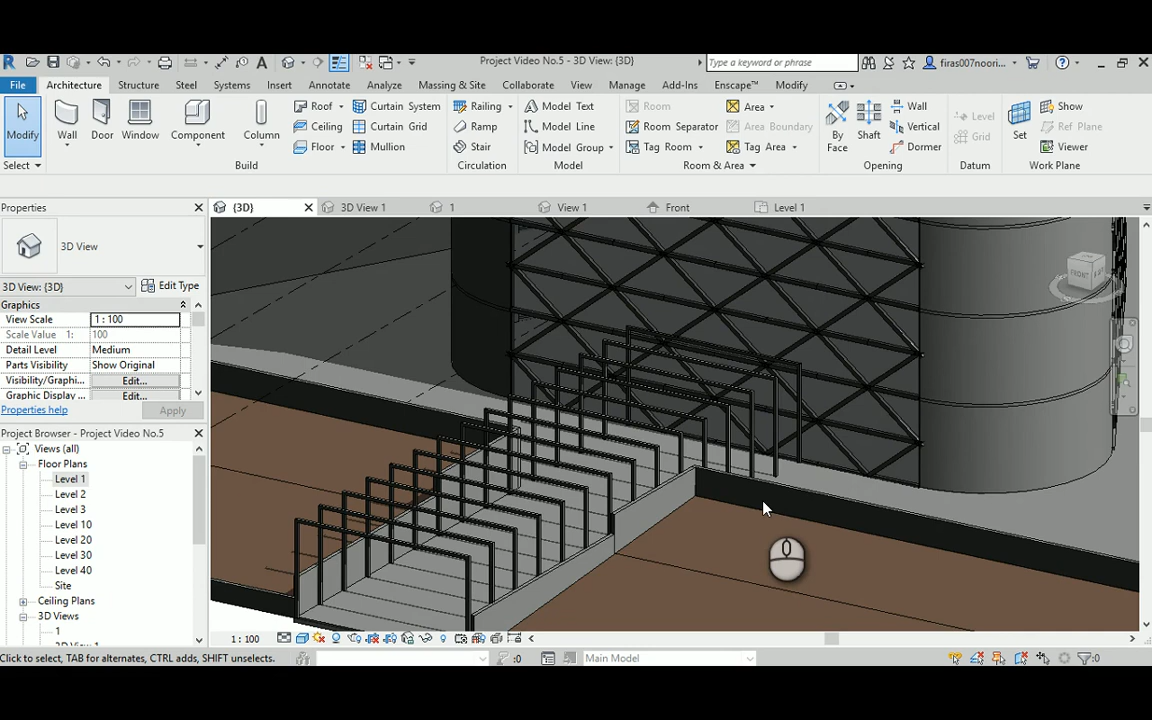 Project Video No.5 - 3D View: {3D}
Type a keyword or phrase
firas007noori...
File Architecture Structure Steel Systems Insert Annotate Analyze Massing & Site Collaborate View Manage Add-Ins Enscape™ Modify
Modify
Wall
Door
Window
Component
Column
Roof
Ceiling
Floor
Curtain System
Curtain Grid
Mullion
Railing
Ramp
Stair
Model Text
Model Line
Model Group
Room
Room Separator
Tag Room
Area
Area Boundary
Tag Area
By
Face
Shaft
Wall
Vertical
Dormer
Level
Grid
Set
Show
Ref Plane
Viewer
Select
Build
Circulation
Model
Room & Area
Opening
Datum
Work Plane
Properties
{3D}
3D View 1
1
View 1
Front
Level 1
3D View
3D View: {3D}
Edit Type
Graphics
View Scale 1 : 100
Scale Value 1: 100
Detail Level Medium
Parts Visibility Show Original
Visibility/Graphi... Edit...
Graphic Display ... Edit...
Properties help
Apply
FRONT
Project Browser - Project Video No.5
Views (all)
Floor Plans
Level 1
Level 2
Level 3
Level 10
Level 20
Level 30
Level 40
Site
Ceiling Plans
3D Views
1
3D View 1
1 : 100
Click to select, TAB for alternates, CTRL adds, SHIFT unselects.
:0
Main Model
:0